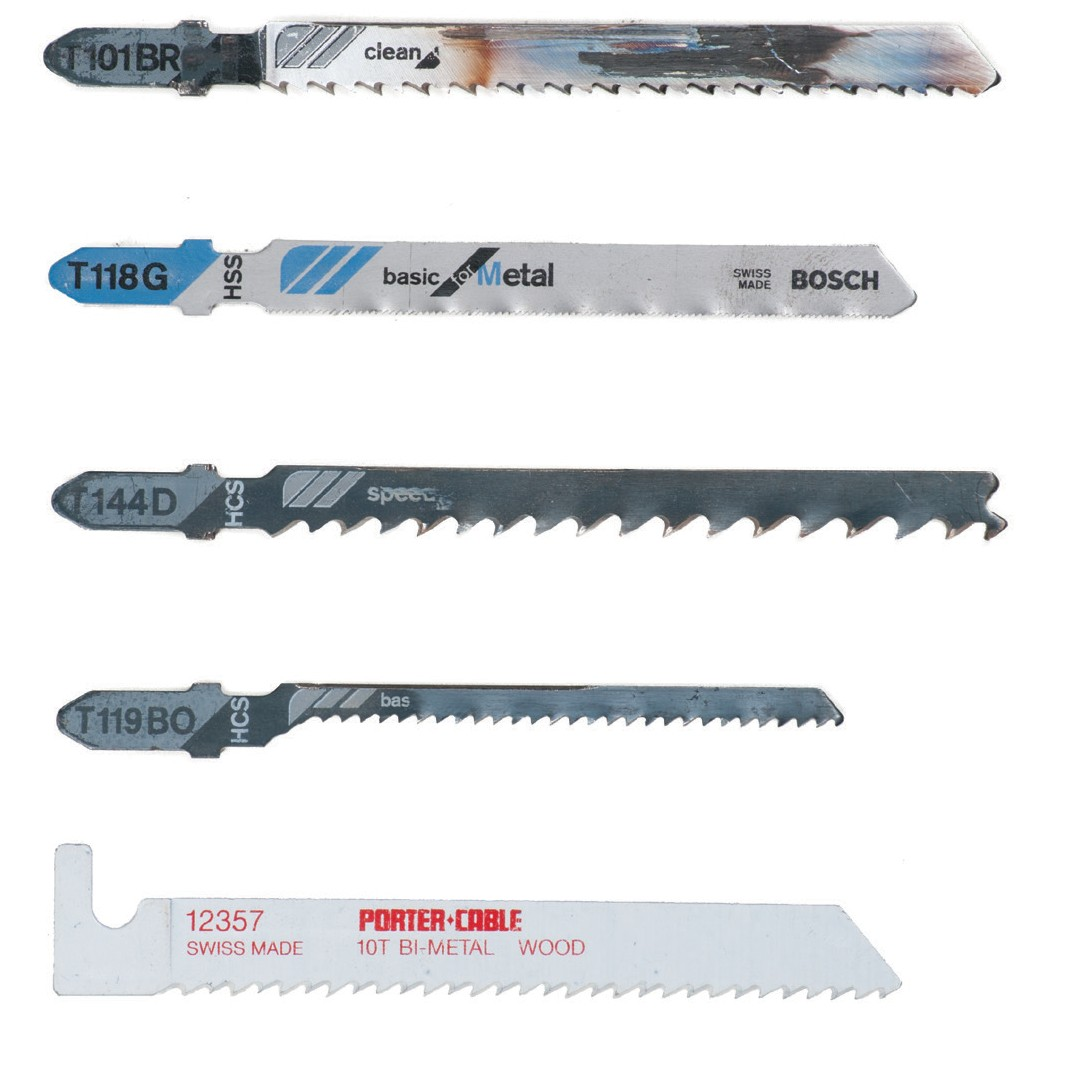 T101BR
clean
T118G
HSS
basic for Metal
SWISS
MADE
BOSCH
T144D
HCS
speed
T119BO
HCS
bas
12357
PORTER+CABLE
SWISS MADE
10T BI-METAL WOOD